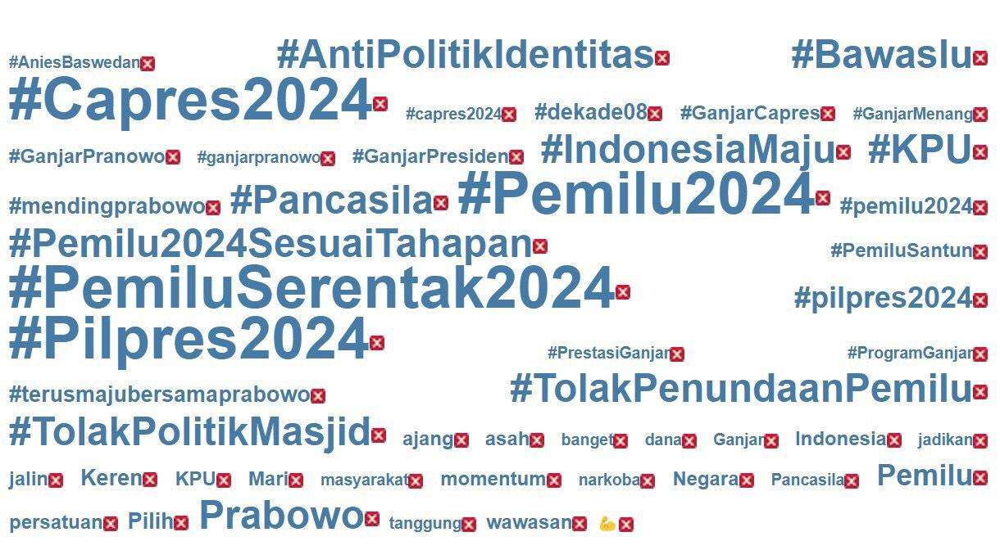 #AniesBaswedan #AntiPolitikIdentitas #Bawaslu
#Capres2024 #capres2024 #dekade08 #GanjarCapres #GanjarMenang
#GanjarPranowo #ganjarpranowo #GanjarPresiden #IndonesiaMaju #KPU
#mendingprabowo #Pancasila #Pemilu2024 #pemilu2024
#Pemilu2024SesuaiTahapan #PemiluSantun
#PemiluSerentak2024 #pilpres2024
#Pilpres2024 #PrestasiGanjar #ProgramGanjar
#terusmajubersamaprabowo #TolakPenundaanPemilu
#TolakPolitikMasjid ajang asah banget dana Ganjar Indonesia jadikan
jalin Keren KPU Mari masyarakat momentum narkoba Negara Pancasila Pemilu
persatuan Pilih Prabowo tanggung wawasan 💪